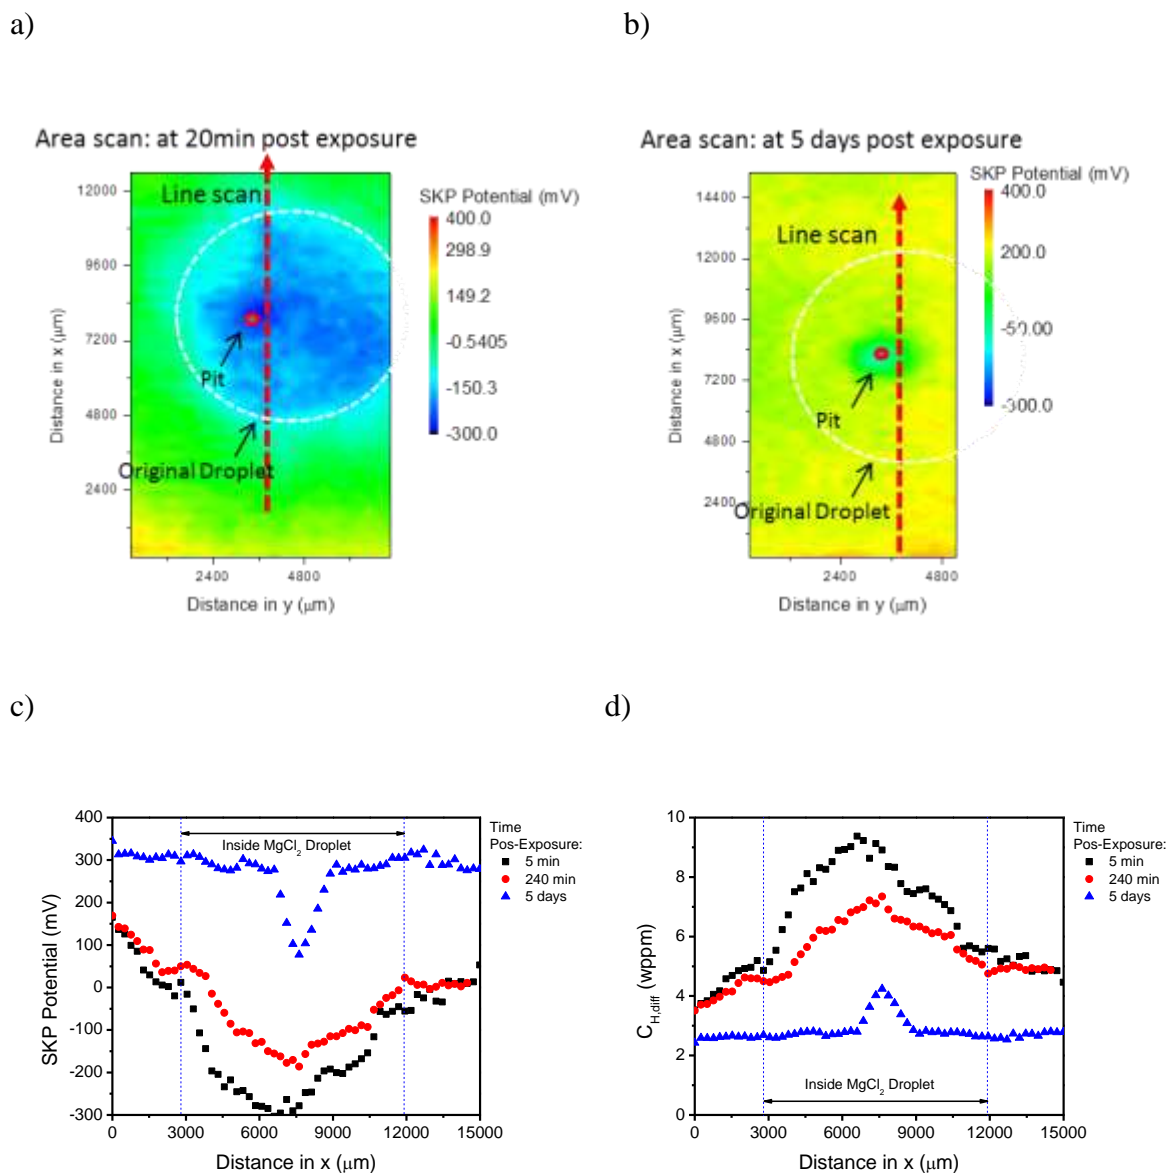 a)
b)
Area scan: at 20min post exposure
Line scan
SKP Potential (mV)
400.0
298.9
149.2
-0.5405
-150.3
-300.0
12000
9600
7200
4800
2400
Distance in x (μm)
Pit
Original Droplet
2400
4800
Distance in y (μm)
Area scan: at 5 days post exposure
SKP Potential (mV)
Line scan
400.0
200.0
-300.0
14400
12000
9600
7200
4800
2400
Distance in x (μm)
Pit
Original Droplet
2400
4800
Distance in y (μm)
c)
d)
400
300
200
100
0
-100
-200
-300
SKP Potential (mV)
Inside MgCl₂ Droplet
0
3000
6000
9000
12000
15000
Distance in x (μm)
Time
Pos-Exposure:
5 min
240 min
5 days
10
8
6
4
2
0
C_H,diff (wppm)
Inside MgCl₂ Droplet
0
3000
6000
9000
12000
15000
Distance in x (μm)
Time
Pos-Exposure:
5 min
240 min
5 days